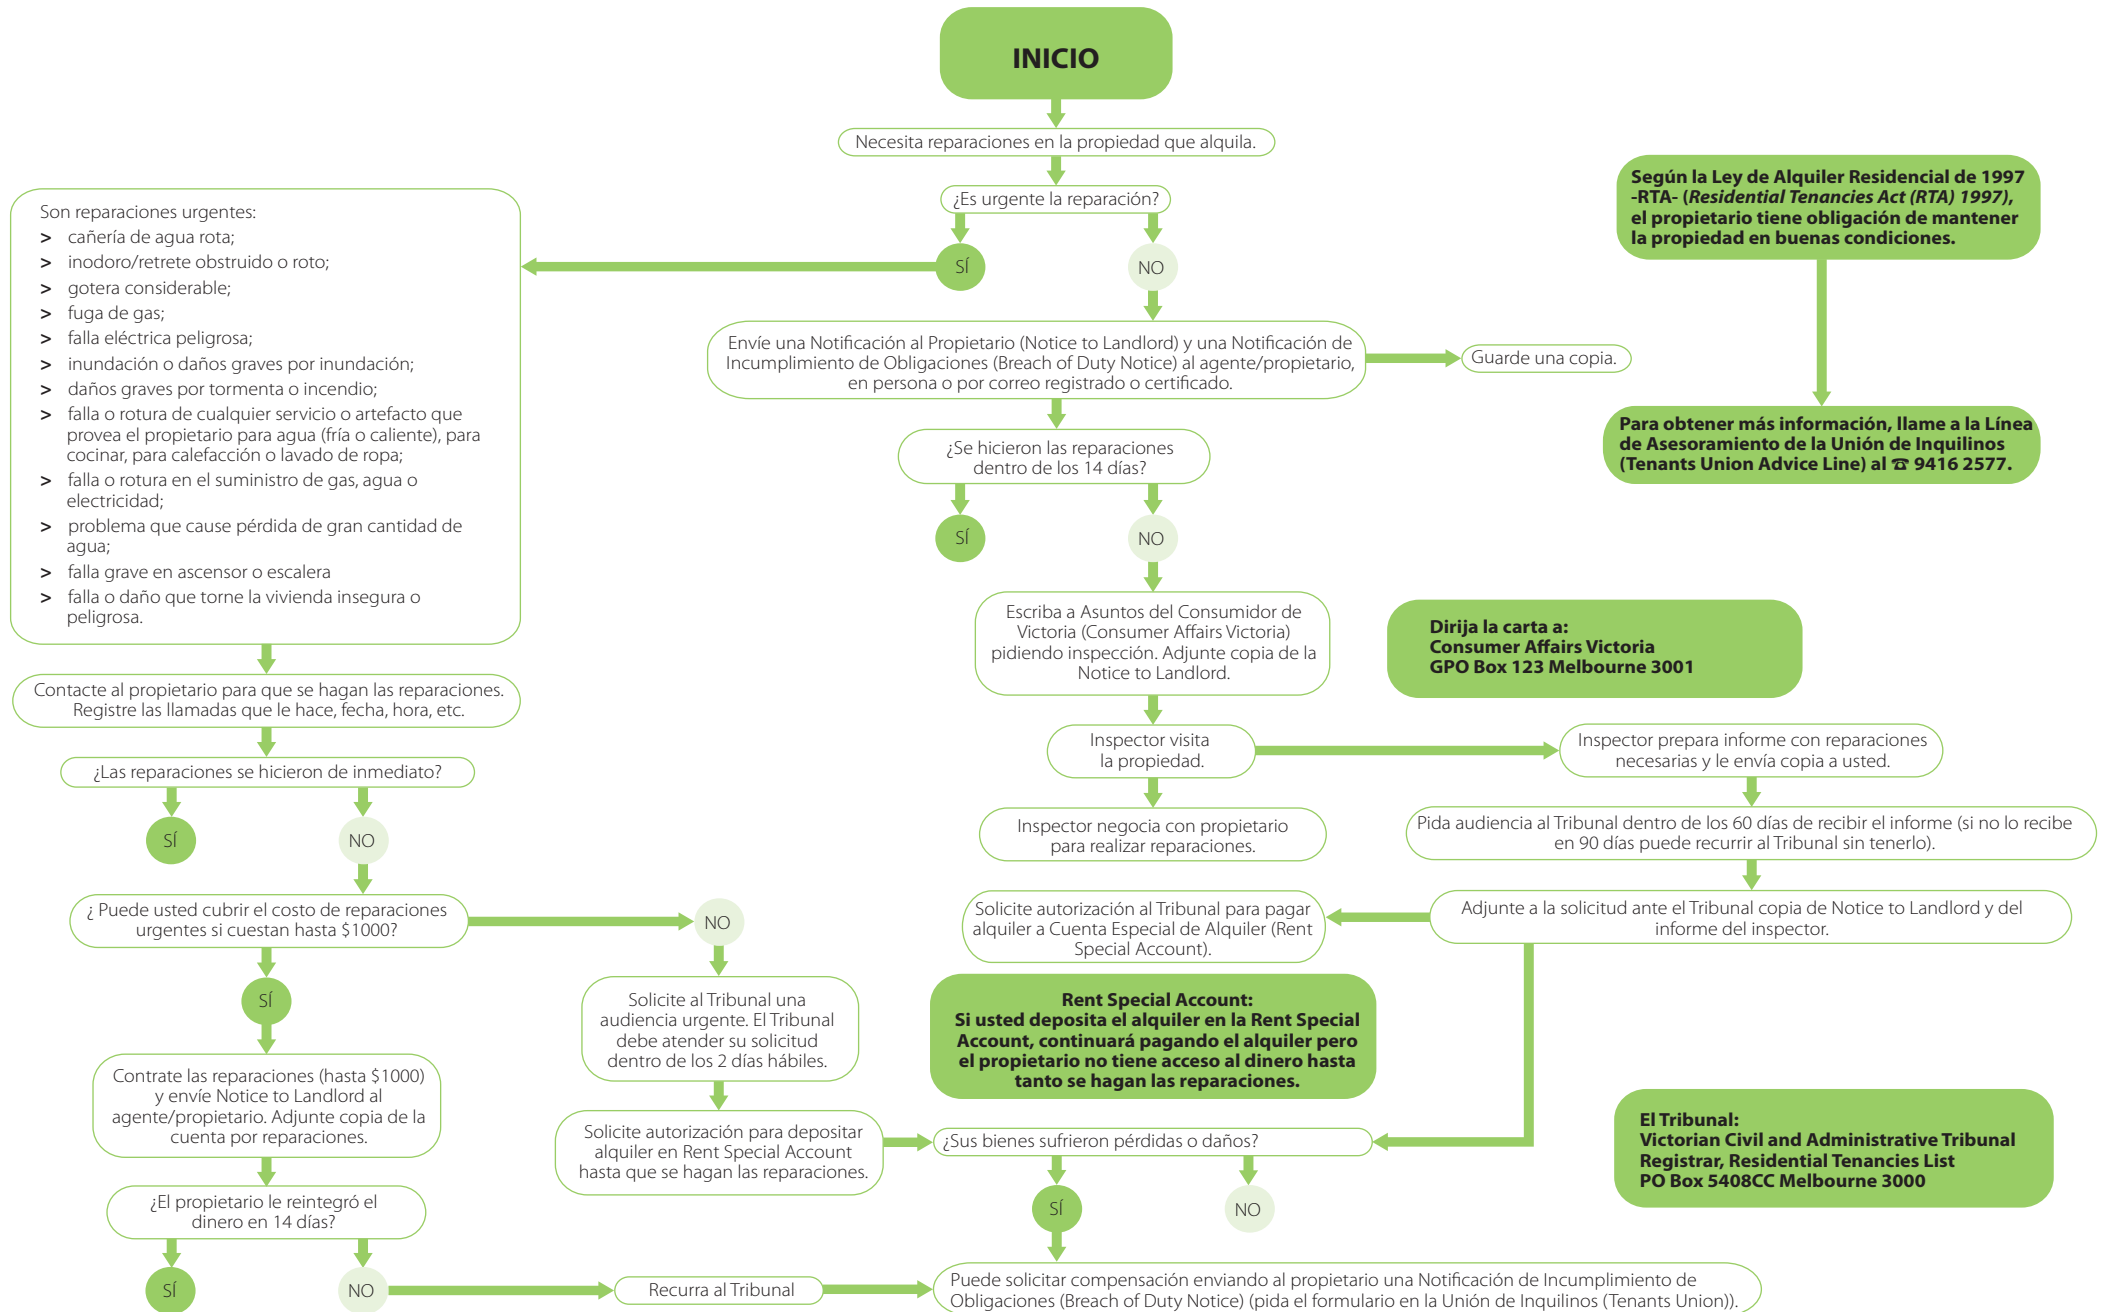 INICIO
Necesita reparaciones en la propiedad que alquila.
¿Es urgente la reparación?
SÍ
NO
Según la Ley de Alquiler Residencial de 1997
-RTA- (Residential Tenancies Act (RTA) 1997),
el propietario tiene obligación de mantener
la propiedad en buenas condiciones.
Para obtener más información, llame a la Línea
de Asesoramiento de la Unión de Inquilinos
(Tenants Union Advice Line) al ☎ 9416 2577.
Son reparaciones urgentes:
> cañería de agua rota;
> inodoro/retrete obstruido o roto;
> gotera considerable;
> fuga de gas;
> falla eléctrica peligrosa;
> inundación o daños graves por inundación;
> daños graves por tormenta o incendio;
> falla o rotura de cualquier servicio o artefacto que
provea el propietario para agua (fría o caliente), para
cocinar, para calefacción o lavado de ropa;
> falla o rotura en el suministro de gas, agua o
electricidad;
> problema que cause pérdida de gran cantidad de
agua;
> falla grave en ascensor o escalera
> falla o daño que torne la vivienda insegura o
peligrosa.
Contacte al propietario para que se hagan las reparaciones.
Registre las llamadas que le hace, fecha, hora, etc.
¿Las reparaciones se hicieron de inmediato?
SÍ
NO
¿ Puede usted cubrir el costo de reparaciones
urgentes si cuestan hasta $1000?
NO
SÍ
Contrate las reparaciones (hasta $1000)
y envíe Notice to Landlord al
agente/propietario. Adjunte copia de la
cuenta por reparaciones.
¿El propietario le reintegró el
dinero en 14 días?
SÍ
NO
Recurra al Tribunal
Solicite al Tribunal una
audiencia urgente. El Tribunal
debe atender su solicitud
dentro de los 2 días hábiles.
Solicite autorización para depositar
alquiler en Rent Special Account
hasta que se hagan las reparaciones.
Envíe una Notificación al Propietario (Notice to Landlord) y una Notificación de
Incumplimiento de Obligaciones (Breach of Duty Notice) al agente/propietario,
en persona o por correo registrado o certificado.
Guarde una copia.
¿Se hicieron las reparaciones
dentro de los 14 días?
SÍ
NO
Escriba a Asuntos del Consumidor de
Victoria (Consumer Affairs Victoria)
pidiendo inspección. Adjunte copia de la
Notice to Landlord.
Dirija la carta a:
Consumer Affairs Victoria
GPO Box 123 Melbourne 3001
Inspector visita
la propiedad.
Inspector prepara informe con reparaciones
necesarias y le envía copia a usted.
Inspector negocia con propietario
para realizar reparaciones.
Pida audiencia al Tribunal dentro de los 60 días de recibir el informe (si no lo recibe
en 90 días puede recurrir al Tribunal sin tenerlo).
Adjunte a la solicitud ante el Tribunal copia de Notice to Landlord y del
informe del inspector.
Solicite autorización al Tribunal para pagar
alquiler a Cuenta Especial de Alquiler (Rent
Special Account).
Rent Special Account:
Si usted deposita el alquiler en la Rent Special
Account, continuará pagando el alquiler pero
el propietario no tiene acceso al dinero hasta
tanto se hagan las reparaciones.
¿Sus bienes sufrieron pérdidas o daños?
SÍ
NO
El Tribunal:
Victorian Civil and Administrative Tribunal
Registrar, Residential Tenancies List
PO Box 5408CC Melbourne 3000
Puede solicitar compensación enviando al propietario una Notificación de Incumplimiento de
Obligaciones (Breach of Duty Notice) (pida el formulario en la Unión de Inquilinos (Tenants Union)).